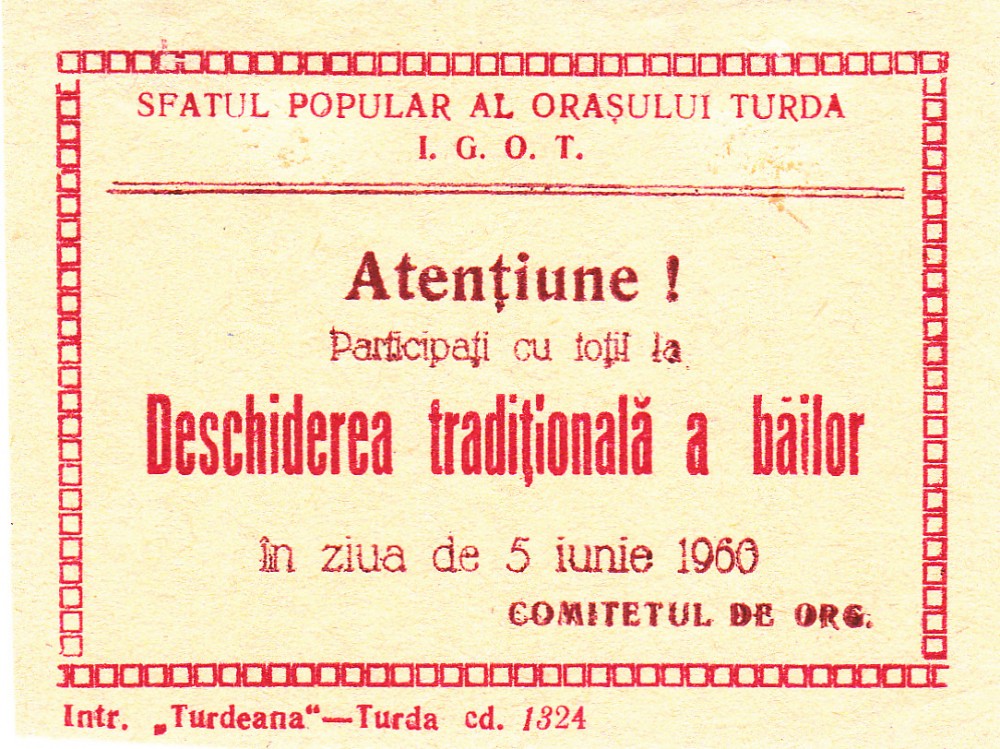 SFATUL POPULAR AL ORAȘULUI TURDA
I. G. O. T.
Atențiune !
Participați cu toții la
Deschiderea tradițională a băilor
în ziua de 5 iunie 1960
COMITETUL DE ORG.
Intr. „Turdeana“—Turda cd. 1324